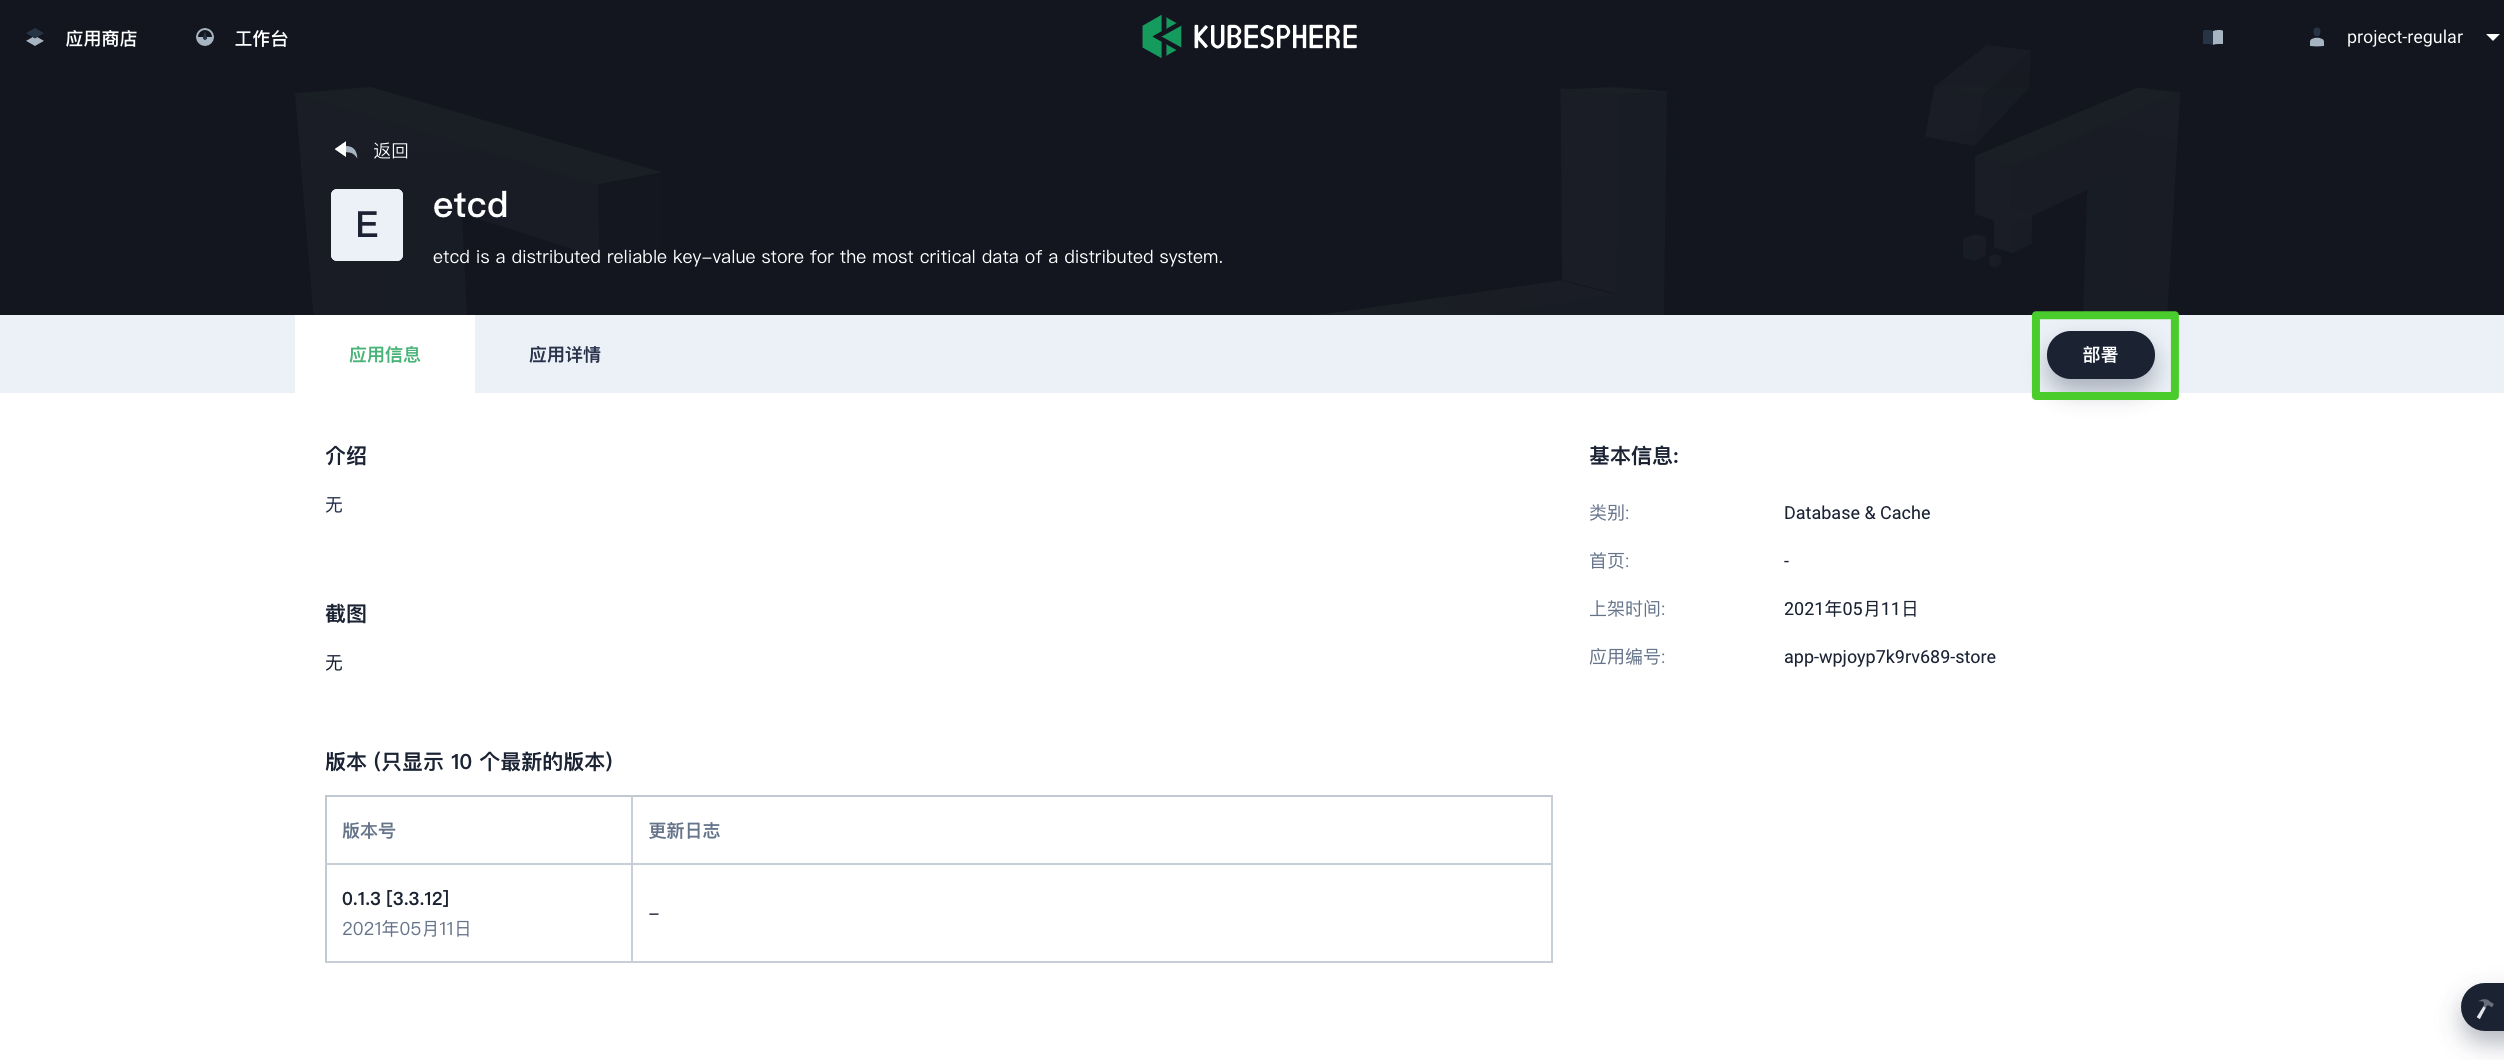 应用商店
工作台
KUBESPHERE
project-regular
返回
E
etcd
etcd is a distributed reliable key-value store for the most critical data of a distributed system.
应用信息
应用详情
部署
介绍
无
截图
无
版本 (只显示 10 个最新的版本)
版本号
更新日志
0.1.3 [3.3.12]
2021年05月11日
-
基本信息:
类别:
Database & Cache
首页:
-
上架时间:
2021年05月11日
应用编号:
app-wpjoyp7k9rv689-store